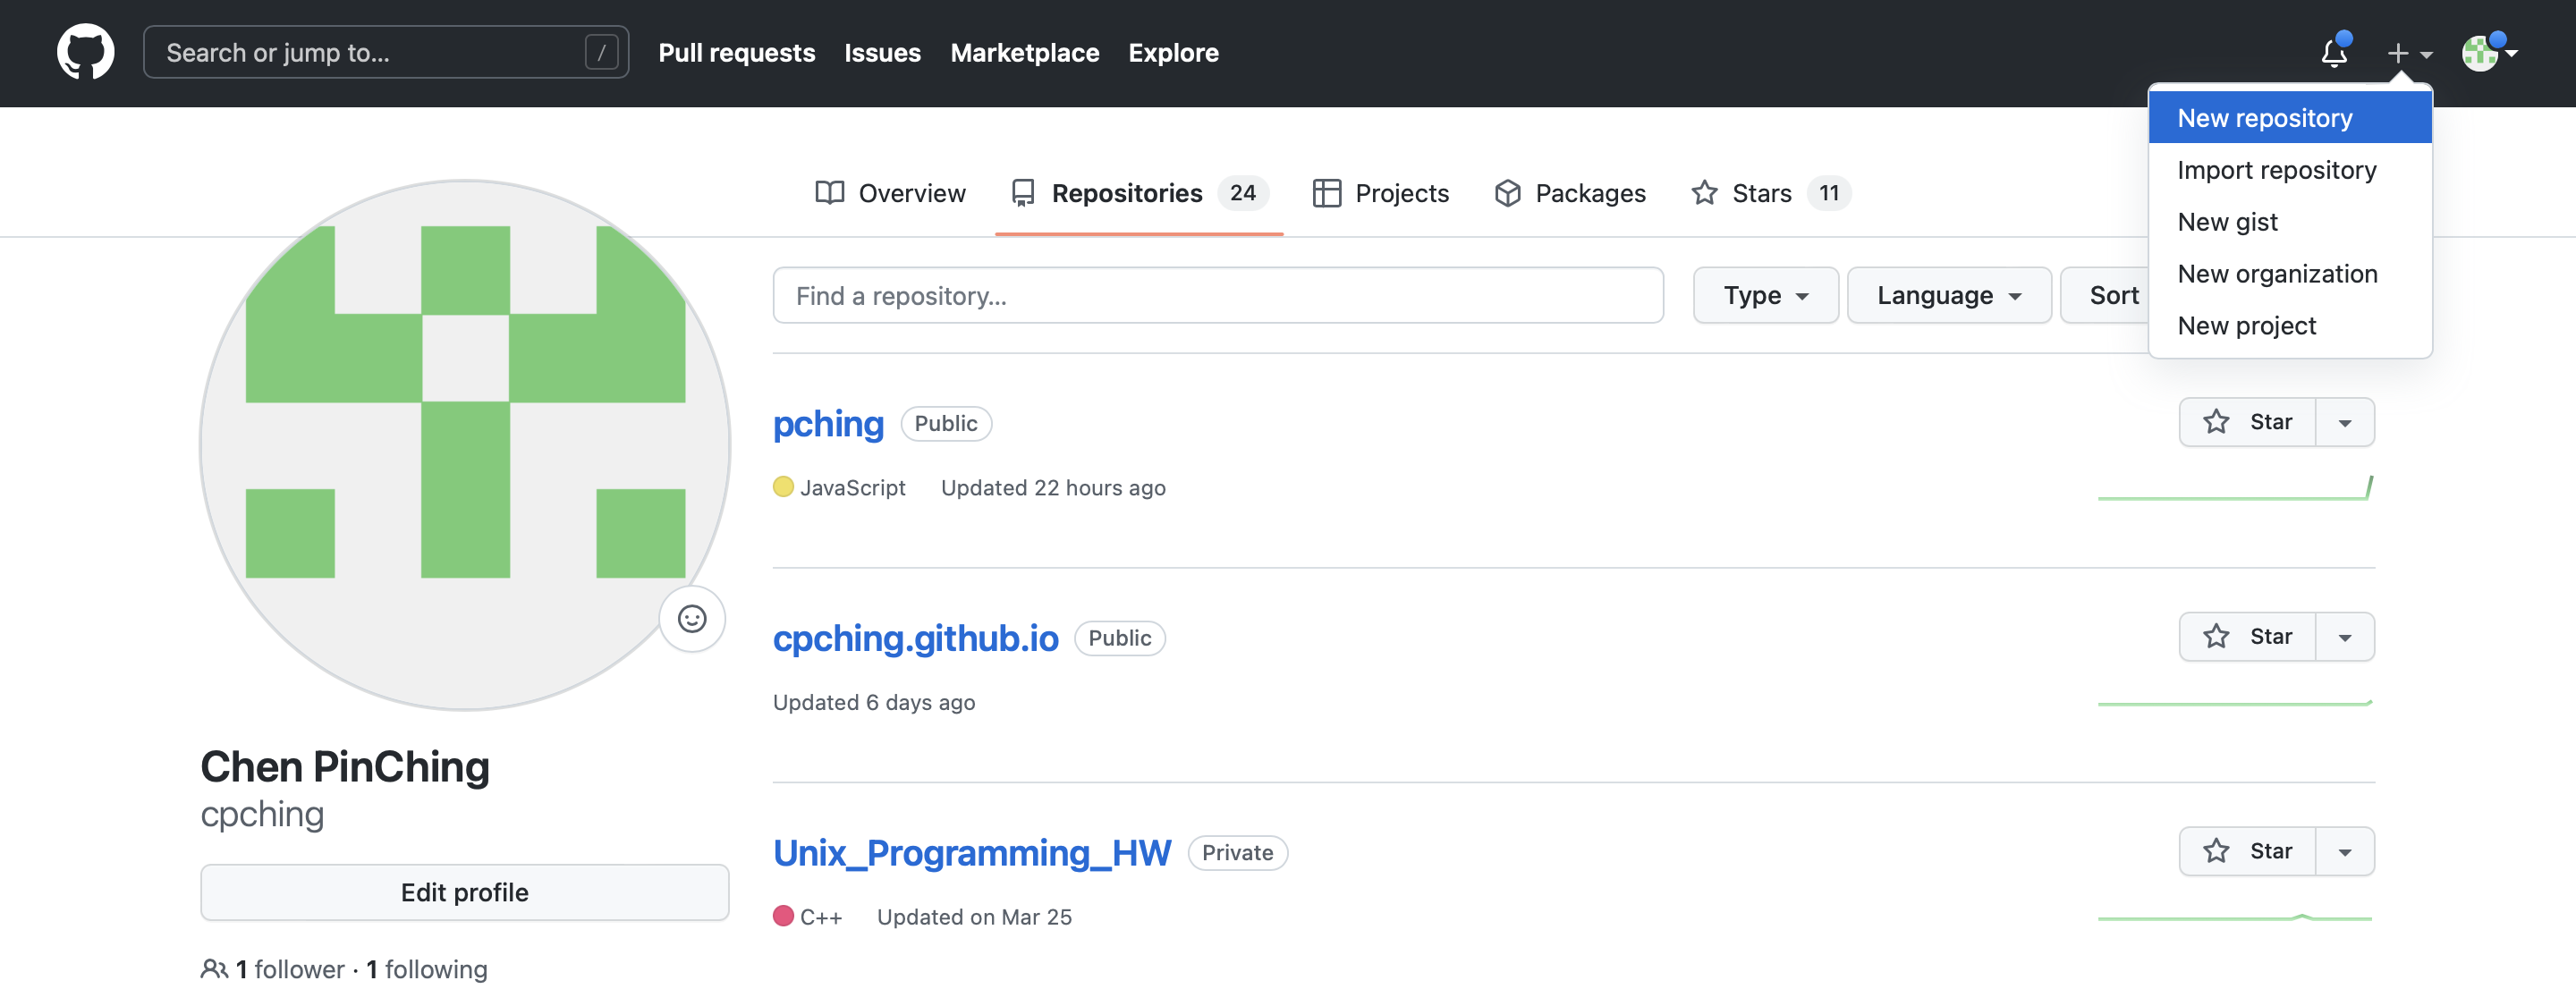 Search or jump to... /
Pull requests Issues Marketplace Explore
New repository
Import repository
New gist
New organization
New project
Overview Repositories 24 Projects Packages Stars 11
Find a repository...
Type Language Sort
pching Public
Star
JavaScript Updated 22 hours ago
cpching.github.io Public
Star
Updated 6 days ago
Unix_Programming_HW Private
Star
C++ Updated on Mar 25
Chen PinChing
cpching
Edit profile
1 follower · 1 following